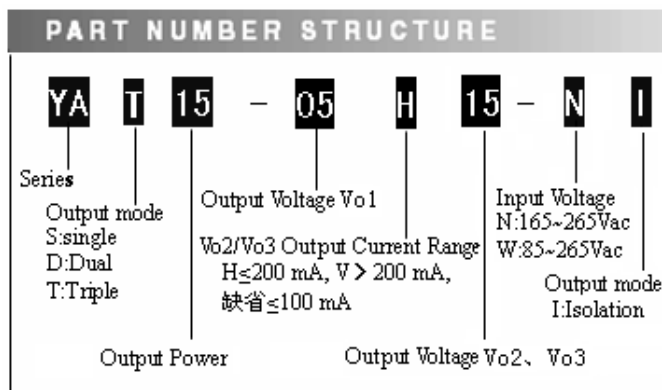 PART NUMBER STRUCTURE
YA T 15 - 05 H 15 - N I
Series
Output mode
S:single
D:Dual
T:Triple
Output Power
Output Voltage Vo1
Vo2/Vo3 Output Current Range
H≤200 mA, V＞200 mA,
缺省≤100 mA
Output Voltage Vo2、Vo3
Input Voltage
N:165~265Vac
W:85~265Vac
Output mode
I:Isolation